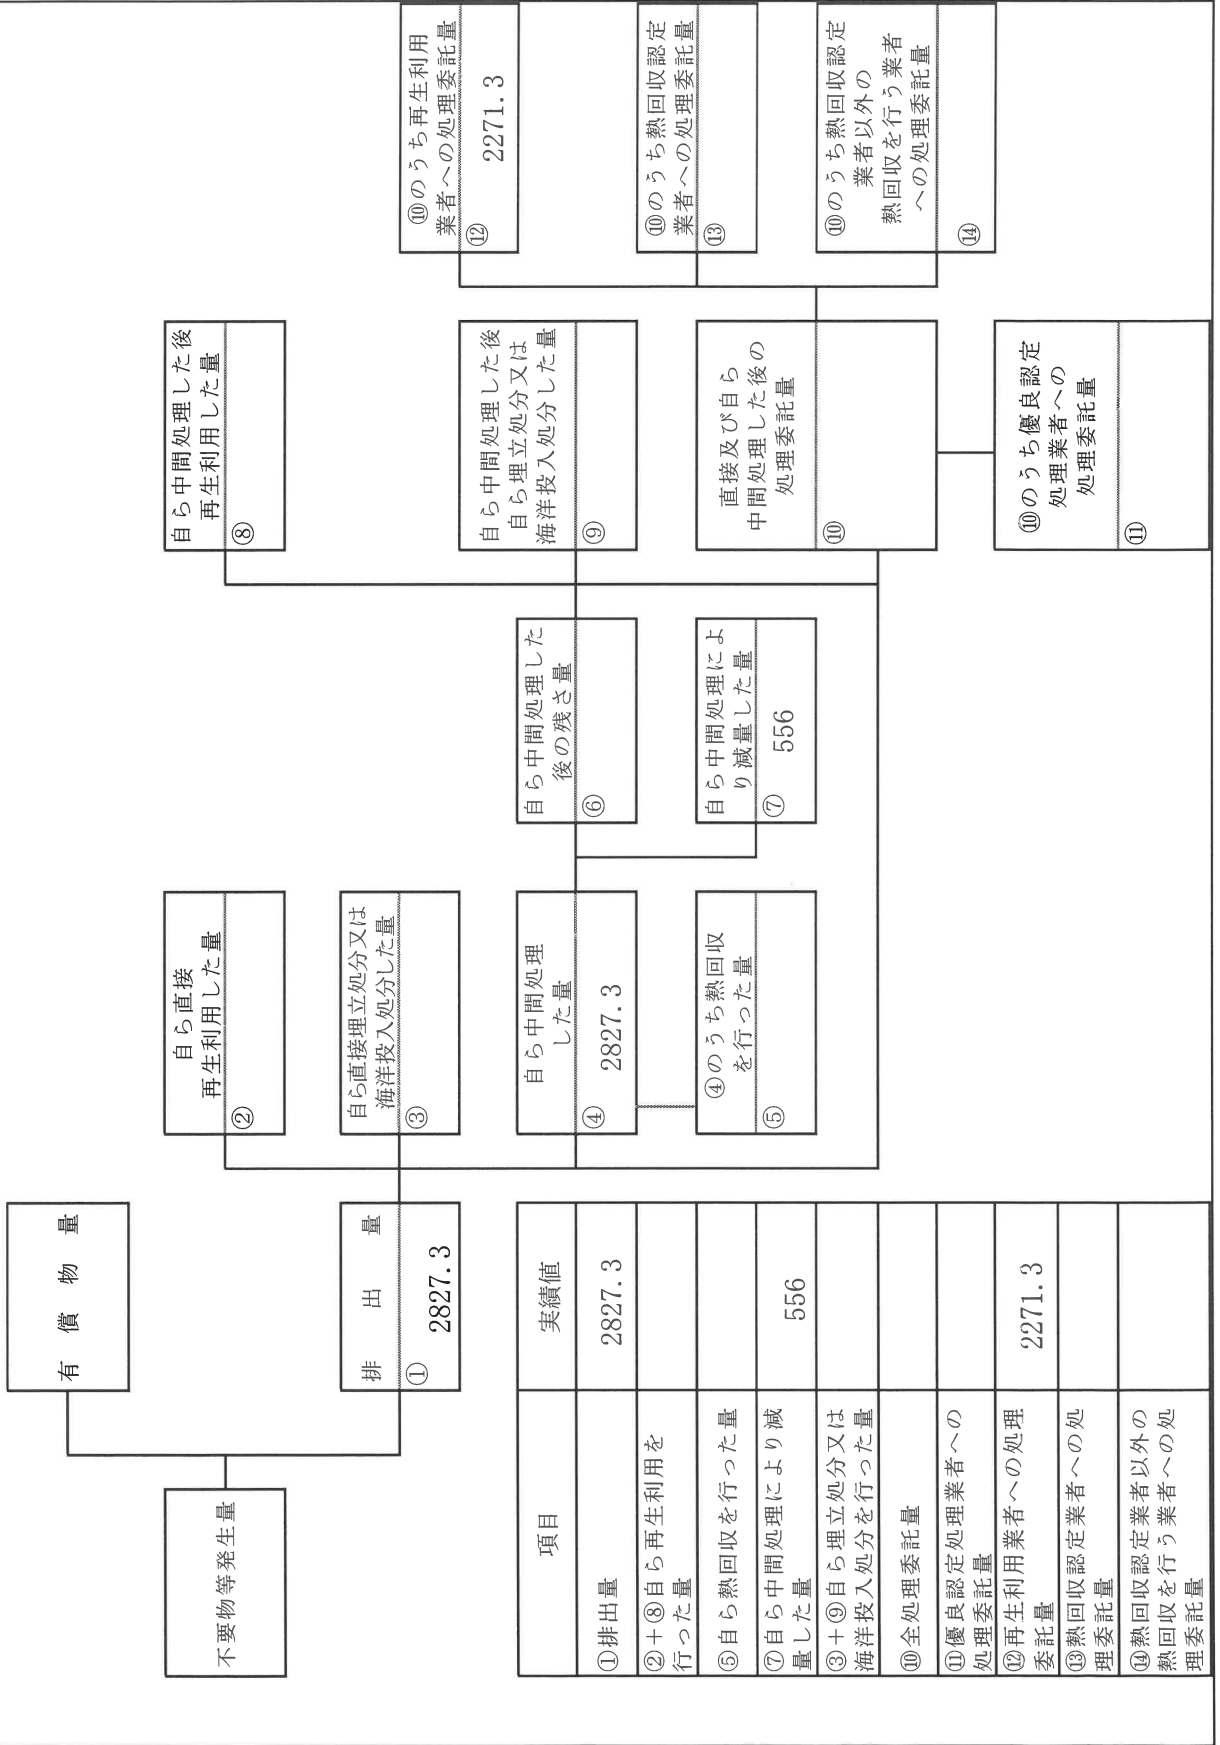 有償物量
不要物等発生量
排出量
①
2827.3
自ら直接
再生利用した量
②
自ら直接埋立処分又は
海洋投入処分した量
③
自ら中間処理
した量
④
2827.3
④のうち熱回収
を行った量
⑤
自ら中間処理した
後の残さ量
⑥
自ら中間処理によ
り減量した量
⑦
556
自ら中間処理した後
再生利用した量
⑧
自ら中間処理した後
自ら埋立処分又は
海洋投入処分した量
⑨
直接及び自ら
中間処理した後の
処理委託量
⑩
⑩のうち優良認定
処理業者への
処理委託量
⑪
⑩のうち再生利用
業者への処理委託量
⑫
2271.3
⑩のうち熱回収認定
業者への処理委託量
⑬
⑩のうち熱回収認定
業者以外の
熱回収を行う業者
への処理委託量
⑭
項目
実績値
①排出量
2827.3
②＋⑧自ら再生利用を
行った量
⑤自ら熱回収を行った量
⑦自ら中間処理により減
量した量
556
③＋⑨自ら埋立処分又は
海洋投入処分を行った量
⑩全処理委託量
⑪優良認定処理業者への
処理委託量
⑫再生利用業者への処理
委託量
2271.3
⑬熱回収認定業者への処
理委託量
⑭熱回収認定業者以外の
熱回収を行う業者への処
理委託量